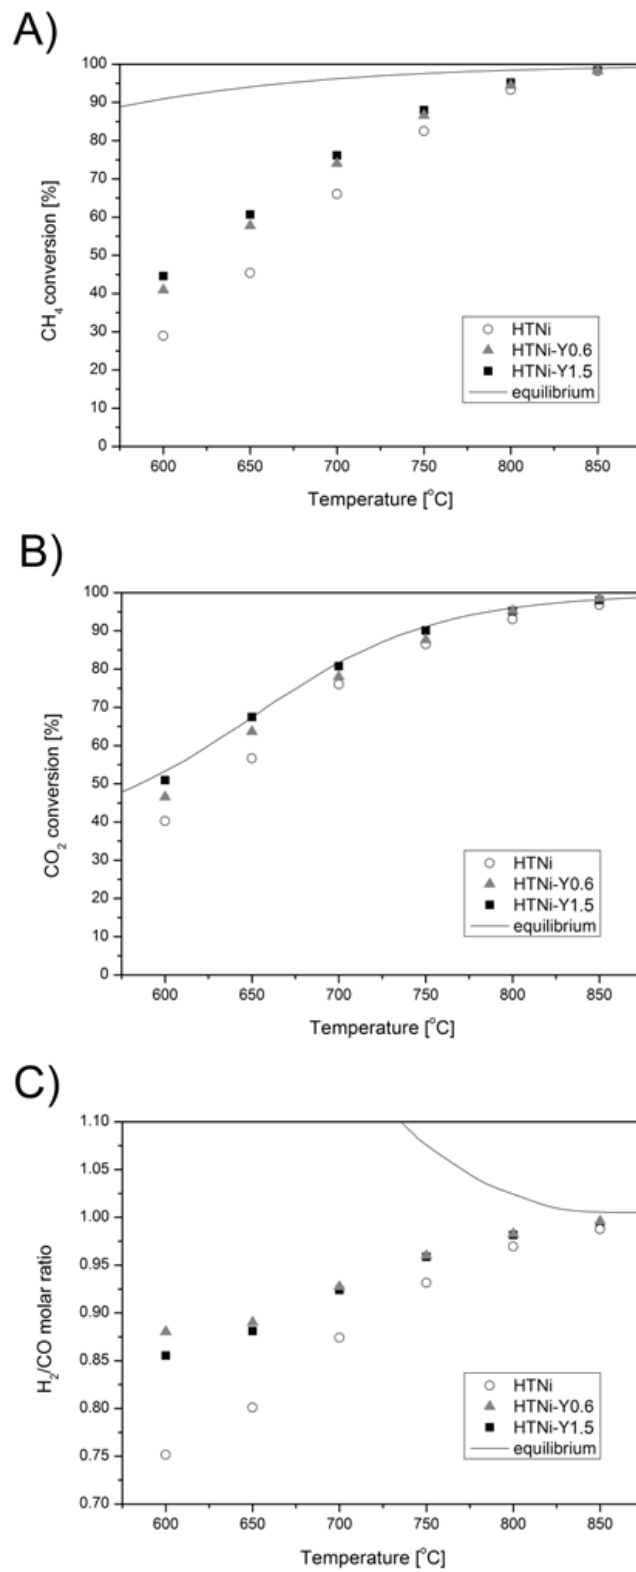 A)
100
90
80
70
60
50
40
30
20
10
0
CH4 conversion [%]
HTNi
HTNi-Y0.6
HTNi-Y1.5
equilibrium
600 650 700 750 800 850
Temperature [°C]
B)
100
90
80
70
60
50
40
30
20
10
0
CO2 conversion [%]
HTNi
HTNi-Y0.6
HTNi-Y1.5
equilibrium
600 650 700 750 800 850
Temperature [°C]
C)
1.10
1.05
1.00
0.95
0.90
0.85
0.80
0.75
0.70
H2/CO molar ratio
HTNi
HTNi-Y0.6
HTNi-Y1.5
equilibrium
600 650 700 750 800 850
Temperature [°C]